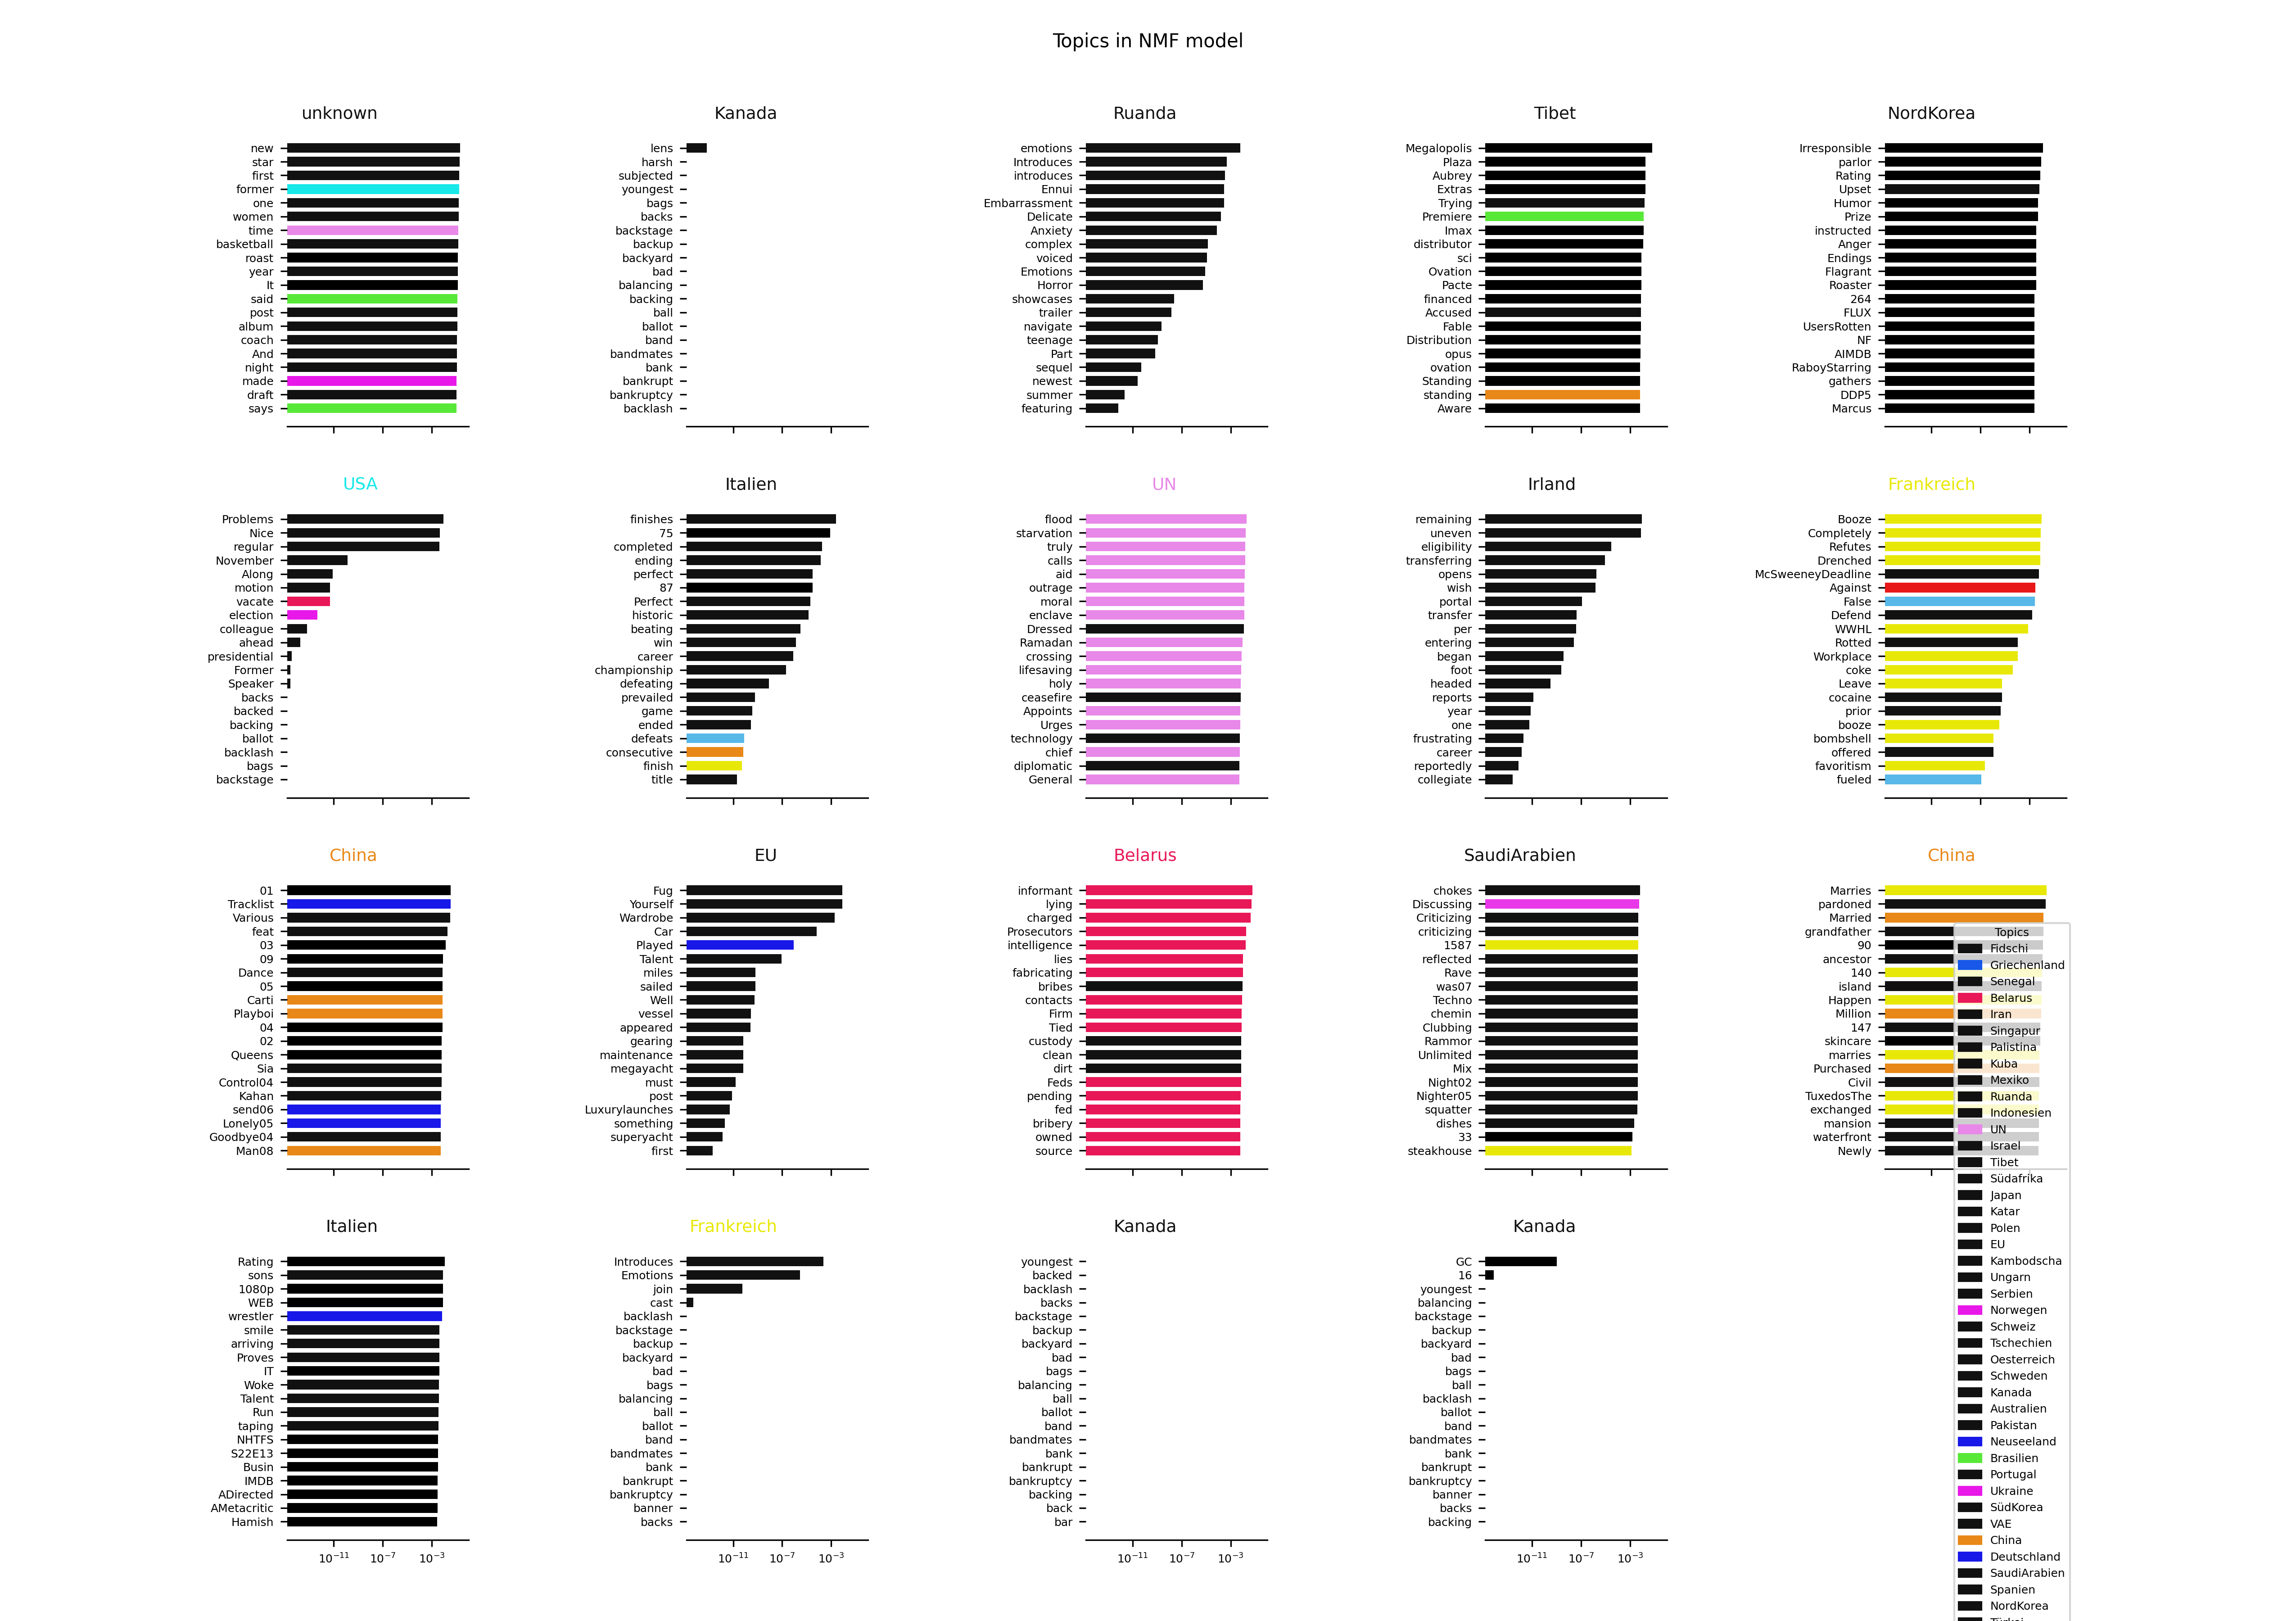 Topics in NMF model
unknown
new
star
first
former
one
women
time
basketball
roast
year
It
said
post
album
coach
And
night
made
draft
says
Kanada
lens
harsh
subjected
youngest
bags
backs
backstage
backup
backyard
bad
balancing
backing
ball
ballot
band
bandmates
bank
bankrupt
bankruptcy
backlash
Ruanda
emotions
Introduces
introduces
Ennui
Embarrassment
Delicate
Anxiety
complex
voiced
Emotions
Horror
showcases
trailer
navigate
teenage
Part
sequel
newest
summer
featuring
Tibet
Megalopolis
Plaza
Aubrey
Extras
Trying
Premiere
Imax
distributor
sci
Ovation
Pacte
financed
Accused
Fable
Distribution
opus
ovation
Standing
standing
Aware
NordKorea
Irresponsible
parlor
Rating
Upset
Humor
Prize
instructed
Anger
Endings
Flagrant
Roaster
264
FLUX
UsersRotten
NF
AIMDB
RaboyStarring
gathers
DDP5
Marcus
USA
Problems
Nice
regular
November
Along
motion
vacate
election
colleague
ahead
presidential
Former
Speaker
backs
backed
backing
ballot
backlash
bags
backstage
Italien
finishes
75
completed
ending
perfect
87
Perfect
historic
beating
win
career
championship
defeating
prevailed
game
ended
defeats
consecutive
finish
title
UN
flood
starvation
truly
calls
aid
outrage
moral
enclave
Dressed
Ramadan
crossing
lifesaving
holy
ceasefire
Appoints
Urges
technology
chief
diplomatic
General
Irland
remaining
uneven
eligibility
transferring
opens
wish
portal
transfer
per
entering
began
foot
headed
reports
year
one
frustrating
career
reportedly
collegiate
Frankreich
Booze
Completely
Refutes
Drenched
McSweeneyDeadline
Against
False
Defend
WWHL
Rotted
Workplace
coke
Leave
cocaine
prior
booze
bombshell
offered
favoritism
fueled
China
01
Tracklist
Various
feat
03
09
Dance
05
Carti
Playboi
04
02
Queens
Sia
Control04
Kahan
send06
Lonely05
Goodbye04
Man08
EU
Fug
Yourself
Wardrobe
Car
Played
Talent
miles
sailed
Well
vessel
appeared
gearing
maintenance
megayacht
must
post
Luxurylaunches
something
superyacht
first
Belarus
informant
lying
charged
Prosecutors
intelligence
lies
fabricating
bribes
contacts
Firm
Tied
custody
clean
dirt
Feds
pending
fed
bribery
owned
source
SaudiArabien
chokes
Discussing
Criticizing
criticizing
1587
reflected
Rave
was07
Techno
chemin
Clubbing
Rammor
Unlimited
Mix
Night02
Nighter05
squatter
dishes
33
steakhouse
China
Marries
pardoned
Married
grandfather
90
ancestor
140
island
Happen
Million
147
skincare
marries
Purchased
Civil
TuxedosThe
exchanged
mansion
waterfront
Newly
Italien
Rating
sons
1080p
WEB
wrestler
smile
arriving
Proves
IT
Woke
Talent
Run
taping
NHTFS
S22E13
Busin
IMDB
ADirected
AMetacritic
Hamish
10⁻¹¹ 10⁻⁷ 10⁻³
Frankreich
Introduces
Emotions
join
cast
backlash
backstage
backup
backyard
bad
bags
balancing
ball
ballot
band
bandmates
bank
bankrupt
bankruptcy
banner
backs
10⁻¹¹ 10⁻⁷ 10⁻³
Kanada
youngest
backed
backlash
backs
backstage
backup
backyard
bad
bags
balancing
ball
ballot
band
bandmates
bank
bankrupt
bankruptcy
backing
back
bar
10⁻¹¹ 10⁻⁷ 10⁻³
Kanada
GC
16
youngest
balancing
backstage
backup
backyard
bad
bags
ball
backlash
ballot
band
bandmates
bank
bankrupt
bankruptcy
banner
backs
backing
10⁻¹¹ 10⁻⁷ 10⁻³
Topics
Fidschi
Griechenland
Senegal
Belarus
Iran
Singapur
Palistina
Kuba
Mexiko
Ruanda
Indonesien
UN
Israel
Tibet
Südafrika
Japan
Katar
Polen
EU
Kambodscha
Ungarn
Serbien
Norwegen
Schweiz
Tschechien
Oesterreich
Schweden
Kanada
Australien
Pakistan
Neuseeland
Brasilien
Portugal
Ukraine
SüdKorea
VAE
China
Deutschland
SaudiArabien
Spanien
NordKorea